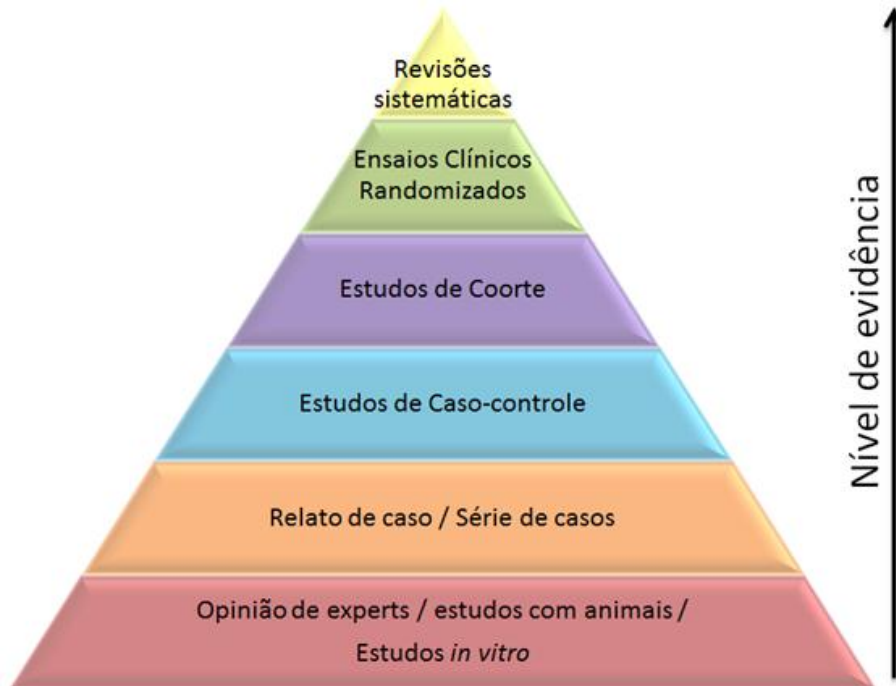 Revisões
sistemáticas
Ensaios Clínicos
Randomizados
Estudos de Coorte
Estudos de Caso-controle
Relato de caso / Série de casos
Opinião de experts / estudos com animais /
Estudos in vitro
Nível de evidência